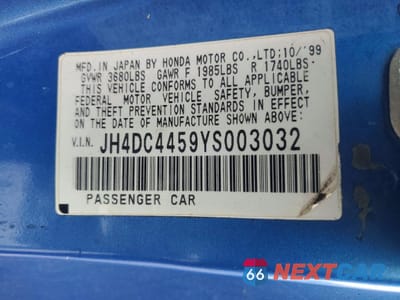 MFD. IN JAPAN BY HONDA MOTOR CO.,LTD; 10/'99
GVWR 3680LBS GAWR F 1985LBS R 1740LBS
THIS VEHICLE CONFORMS TO ALL APPLICABLE
FEDERAL MOTOR VEHICLE SAFETY, BUMPER,
AND THEFT PREVENTION STANDARDS IN EFFECT
ON THE DATE OF MANUFACTURE SHOWN ABOVE.
V.I.N. JH4DC4459YS003032
PASSENGER CAR
66 NEXTCAR